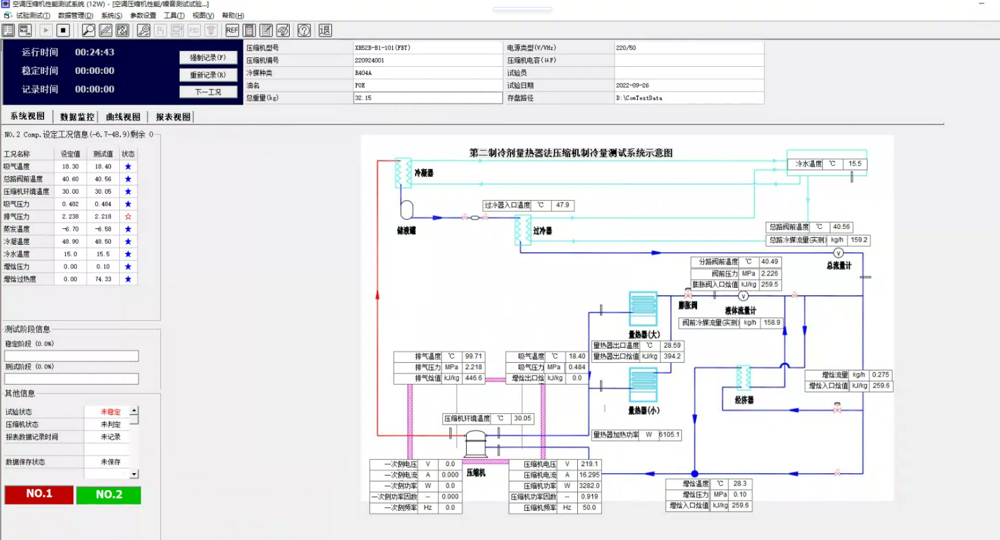 空调压缩机性能测试系统 (12W) - [空调压缩机性能/噪音测试试验...]
试验测试(T) 数据管理(D) 系统(S) 参数设置 工具(T) 视图(V) 帮助(H)
PID REF 退
运行时间 00:24:43
稳定时间 00:00:00
记录时间 00:00:00
强制记录(F)
重新记录(R)
下一工况
压缩机型号 XR52B-B1-101(FBT) 电源类型(V/VHz) 220/50
压缩机编号 220924001 压缩机电容(μF)
冷媒种类 R404A 试验员
油名 POE 试验日期 2022-09-26
总重量(kg) 32.15 存盘路径 D:\ComTestData
系统视图 数据监控 曲线视图 报表视图
NO.2 Comp.设定工况信息(-6.7-48.9)剩余 0
工况名称 设定值 测试值 状态
吸气温度 18.30 18.40 ★
总路阀前温度 40.60 40.56 ★
压缩机环境温度 30.00 30.05 ★
吸气压力 0.482 0.484 ★
排气压力 2.238 2.218 ☆
蒸发温度 -6.70 -6.58 ★
冷凝温度 48.90 48.50 ★
冷水温度 15.0 15.5 ★
增焓压力 0.00 0.10 ★
增焓过热度 0.00 74.33 ★
测试阶段信息
稳定阶段 (0.0%)
测试阶段 (0.0%)
其他信息
试验状态 未稳定
压缩机状态 未判定
报表数据记录时间 未记录
数据保存状态 未保存
NO.1 NO.2
第二制冷剂量热器法压缩机制冷量测试系统示意图
冷凝器
冷水温度 ℃ 15.5
过冷器入口温度 ℃ 47.9
储液罐
过冷器
总路阀前温度 ℃ 40.56
总路冷媒流量(实测) kg/h 159.2
V
总流量计
分路阀前温度 ℃ 40.49
阀前压力 MPa 2.226
膨胀阀入口焓值 kJ/kg 259.5
膨胀阀
V
液体流量计
阀前冷媒流量(实测) kg/h 158.9
量热器(大)
量热器出口温度 ℃ 28.59
量热器出口焓值 kJ/kg 394.2
排气温度 ℃ 99.71
排气压力 MPa 2.218
排气焓值 kJ/kg 446.6
吸气温度 ℃ 18.40
吸气压力 MPa 0.484
增焓出口焓 kJ/kg 0.0
增焓流量 kg/h 0.275
增焓入口焓值 kJ/kg 259.6
经济器
量热器(小)
压缩机环境温度 ℃ 30.05
量热器加热功率 W 6105.1
压缩机
一次侧电压 V 0.0
一次侧电流 A 0.000
一次侧功率 W 0.0
一次侧功率因数 -- 0.000
一次侧频率 Hz 0.0
压缩机电压 V 219.1
压缩机电流 A 16.295
压缩机功率 W 3282.0
压缩机功率因数 -- 0.919
压缩机频率 Hz 50.0
增焓温度 ℃ 28.3
增焓压力 MPa 0.10
增焓入口焓值 kJ/kg 259.6